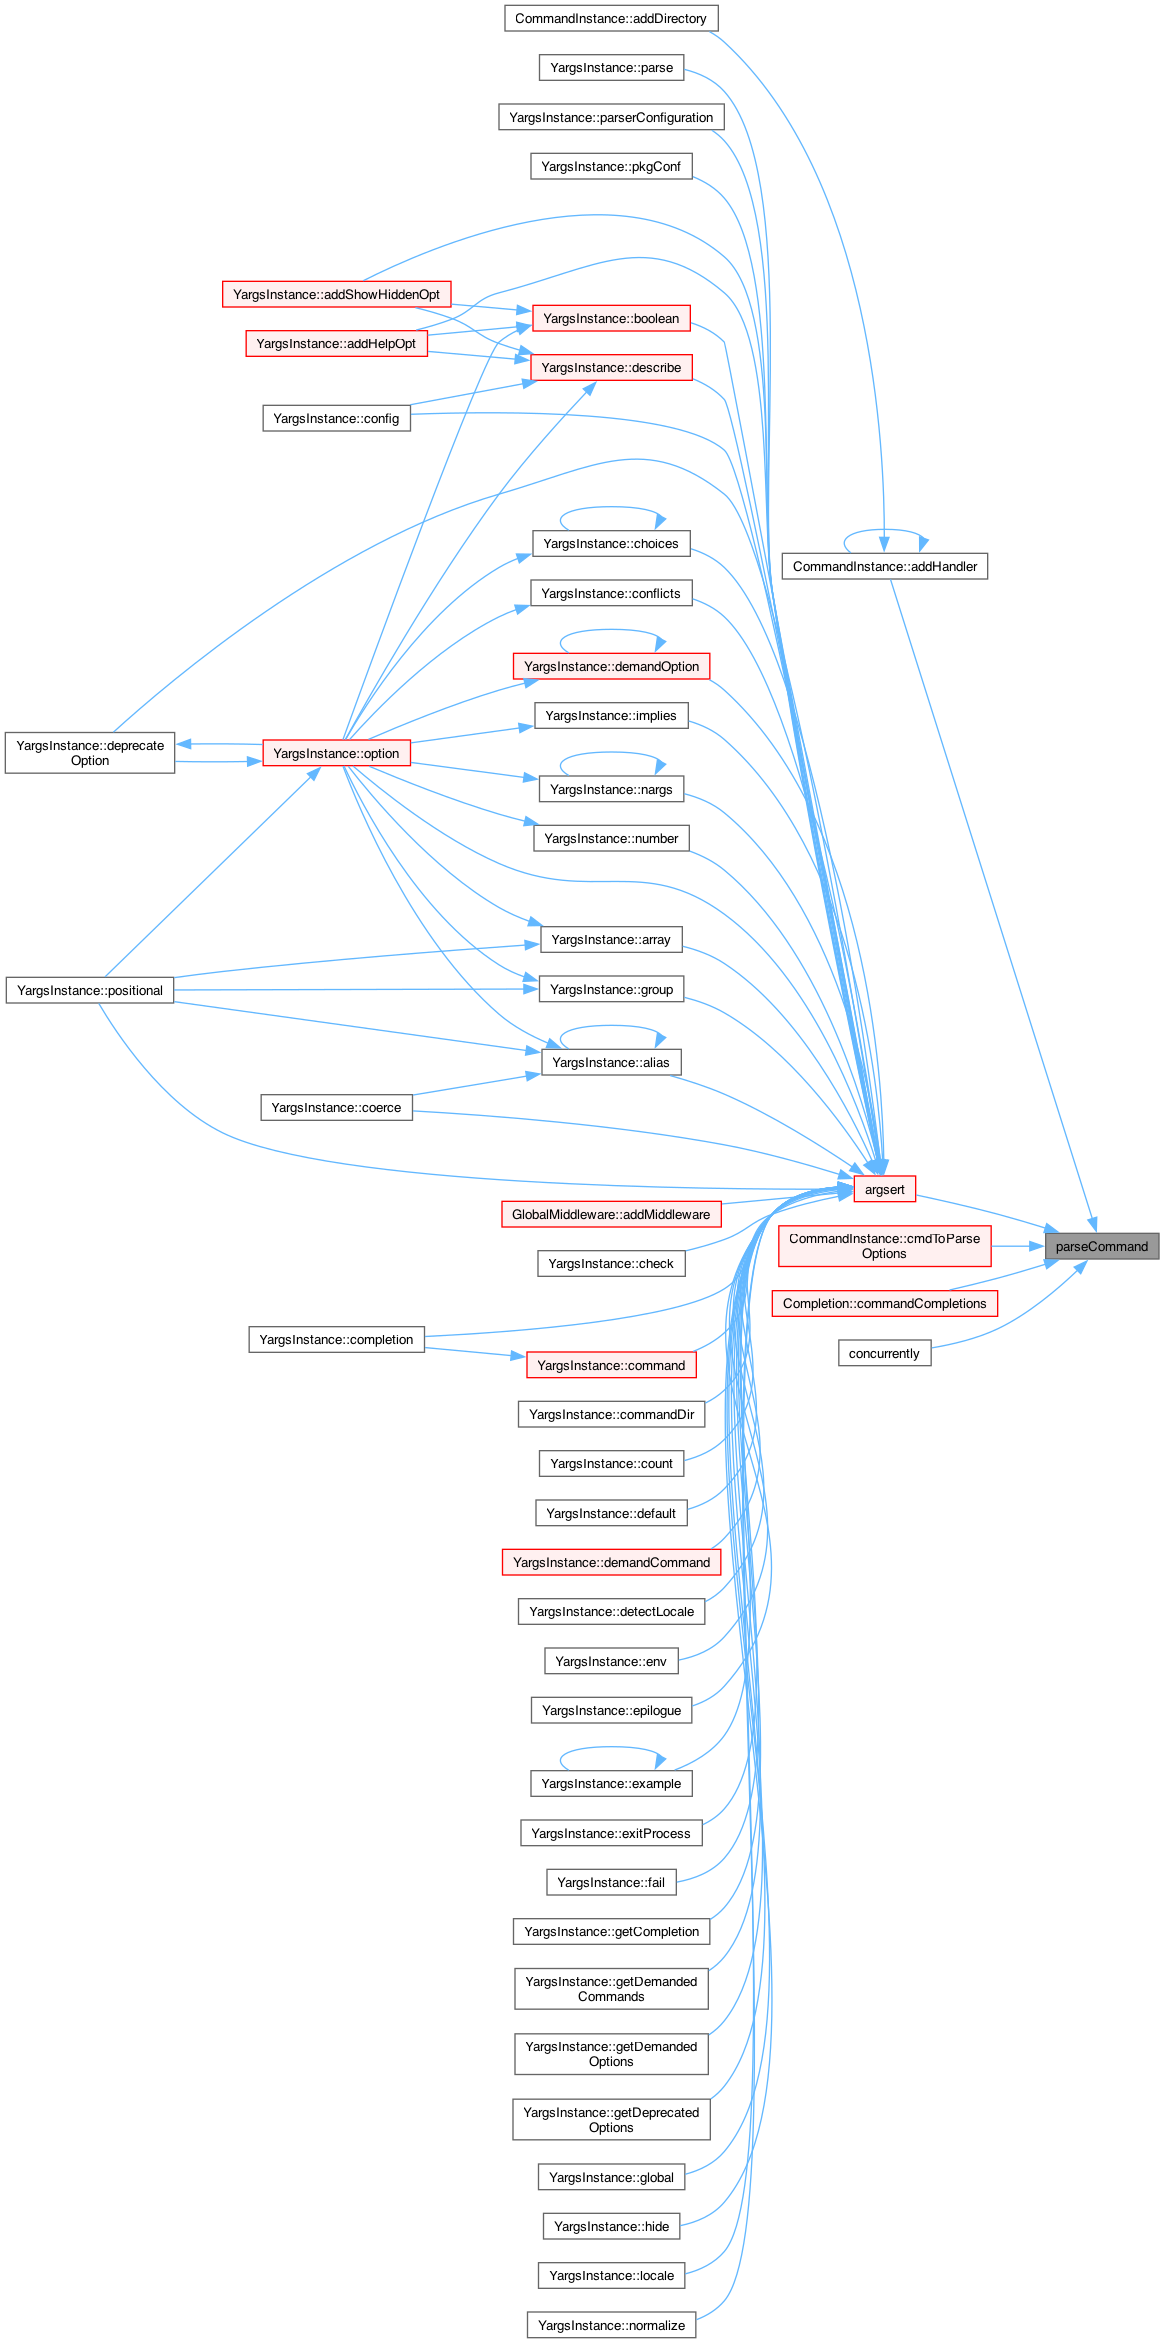 CommandInstance::addDirectory
YargsInstance::parse
YargsInstance::parserConfiguration
YargsInstance::pkgConf
YargsInstance::addShowHiddenOpt
YargsInstance::boolean
YargsInstance::addHelpOpt
YargsInstance::describe
YargsInstance::config
YargsInstance::choices
CommandInstance::addHandler
YargsInstance::conflicts
YargsInstance::demandOption
YargsInstance::implies
YargsInstance::deprecate
Option
YargsInstance::option
YargsInstance::nargs
YargsInstance::number
YargsInstance::array
YargsInstance::positional
YargsInstance::group
YargsInstance::alias
YargsInstance::coerce
argsert
GlobalMiddleware::addMiddleware
CommandInstance::cmdToParse
Options
parseCommand
YargsInstance::check
Completion::commandCompletions
YargsInstance::completion
concurrently
YargsInstance::command
YargsInstance::commandDir
YargsInstance::count
YargsInstance::default
YargsInstance::demandCommand
YargsInstance::detectLocale
YargsInstance::env
YargsInstance::epilogue
YargsInstance::example
YargsInstance::exitProcess
YargsInstance::fail
YargsInstance::getCompletion
YargsInstance::getDemanded
Commands
YargsInstance::getDemanded
Options
YargsInstance::getDeprecated
Options
YargsInstance::global
YargsInstance::hide
YargsInstance::locale
YargsInstance::normalize